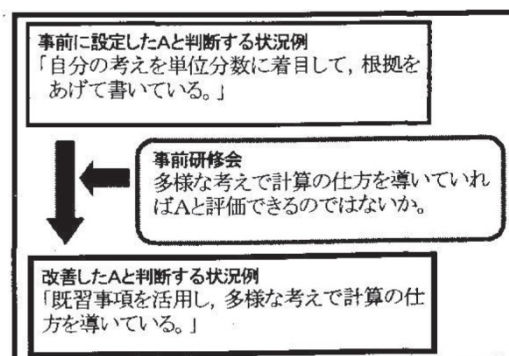 事前に設定したAと判断する状況例
「自分の考えを単位分数に着目して,根拠を
あげて書いている。」
事前研修会
多様な考えで計算の仕方を導いていれ
ばAと評価できるのではないか。
改善したAと判断する状況例
「既習事項を活用し,多様な考えで計算の仕
方を導いている。」